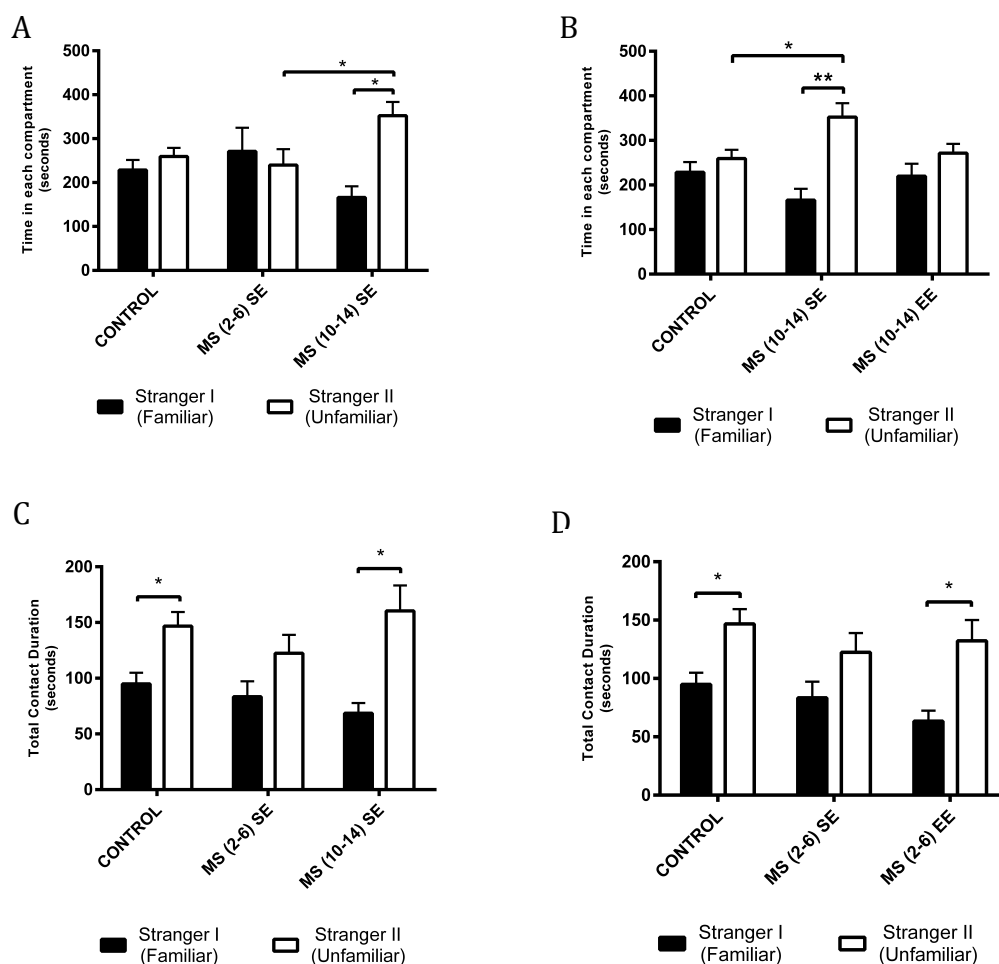 A
Time in each compartment
(seconds)
500
400
300
200
100
0
*
*
CONTROL
MS (2-6) SE
MS (10-14) SE
Stranger I
(Familiar)
Stranger II
(Unfamiliar)
B
Time in each compartment
(seconds)
500
400
300
200
100
0
*
**
CONTROL
MS (10-14) SE
MS (10-14) EE
Stranger I
(Familiar)
Stranger II
(Unfamiliar)
C
Total Contact Duration
(seconds)
200
150
100
50
0
*
*
CONTROL
MS (2-6) SE
MS (10-14) SE
Stranger I
(Familiar)
Stranger II
(Unfamiliar)
D
Total Contact Duration
(seconds)
200
150
100
50
0
*
*
CONTROL
MS (2-6) SE
MS (2-6) EE
Stranger I
(Familiar)
Stranger II
(Unfamiliar)